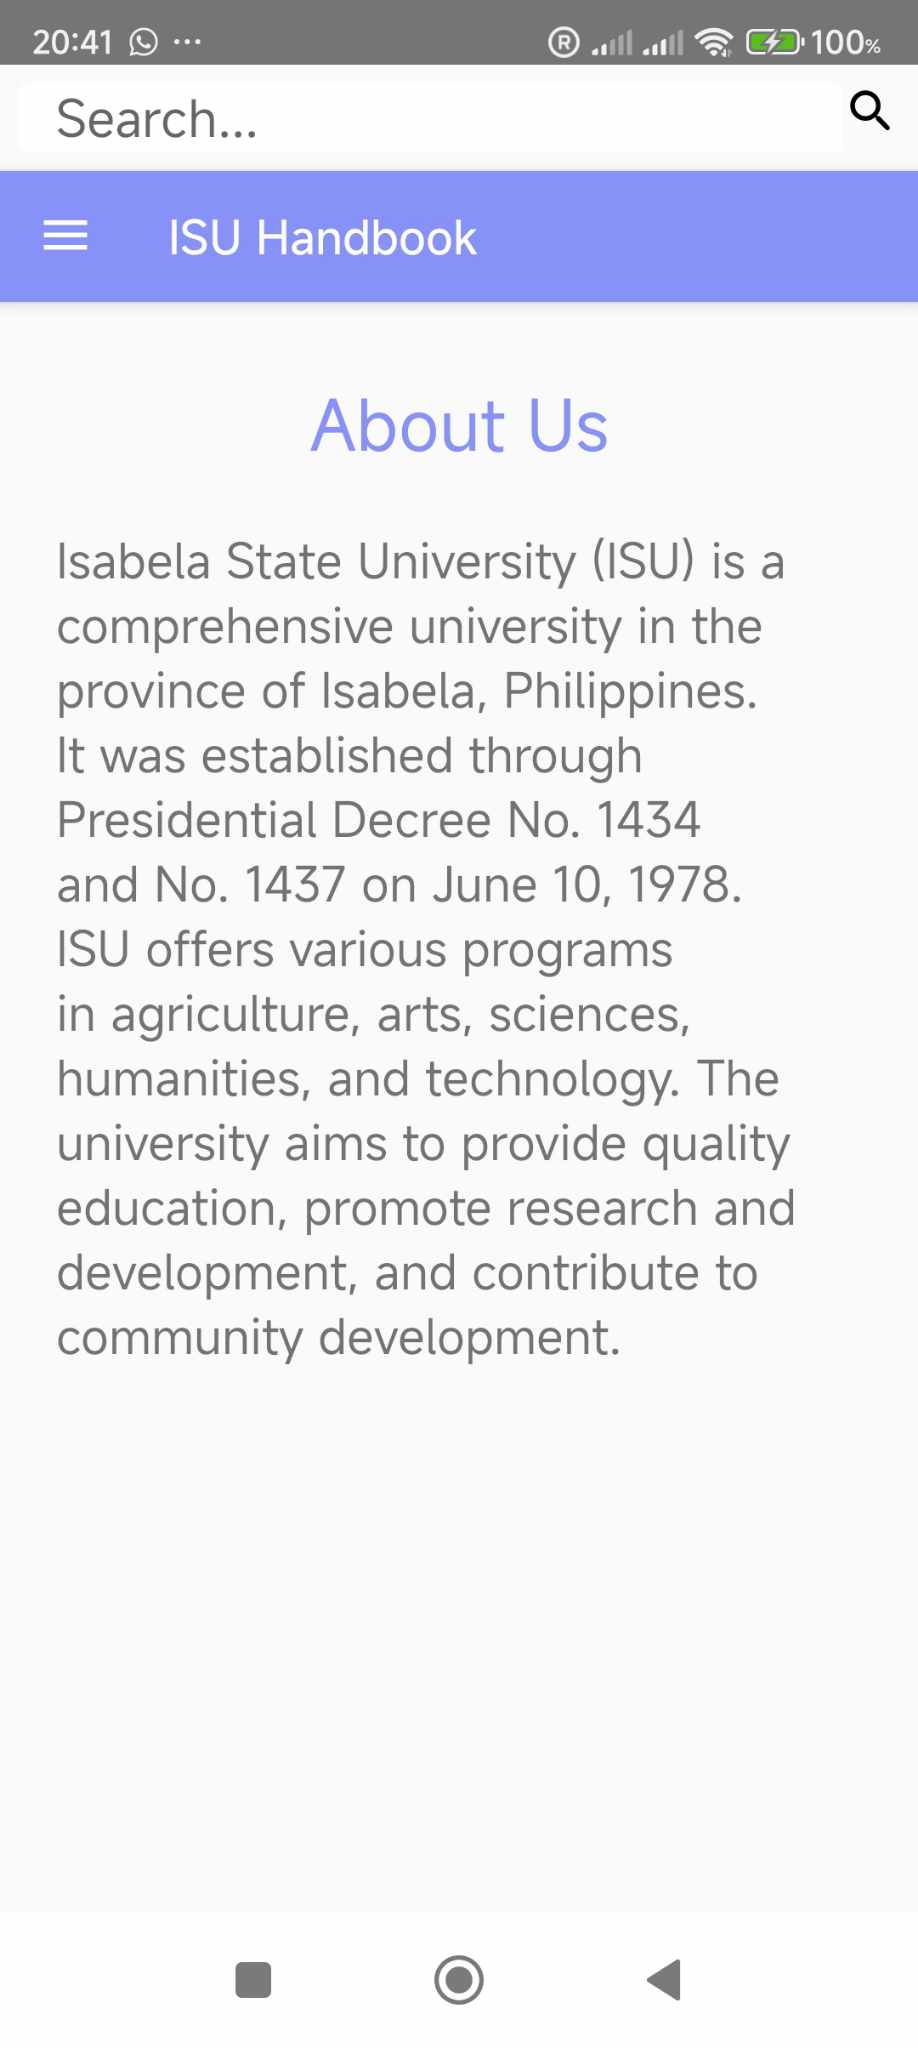 20:41
R
100%
Search...
ISU Handbook
About Us
Isabela State University (ISU) is a
comprehensive university in the
province of Isabela, Philippines.
It was established through
Presidential Decree No. 1434
and No. 1437 on June 10, 1978.
ISU offers various programs
in agriculture, arts, sciences,
humanities, and technology. The
university aims to provide quality
education, promote research and
development, and contribute to
community development.